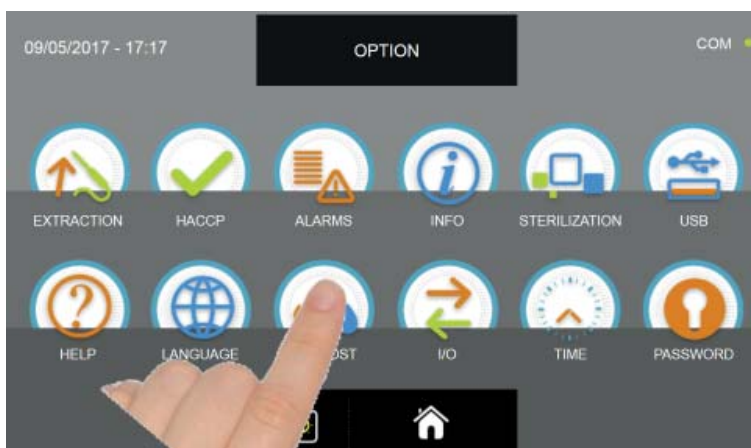 09/05/2017 - 17:17 OPTION COM
EXTRACTION HACCP ALARMS INFO STERILIZATION USB
HELP LANGUAGE I/O TIME PASSWORD